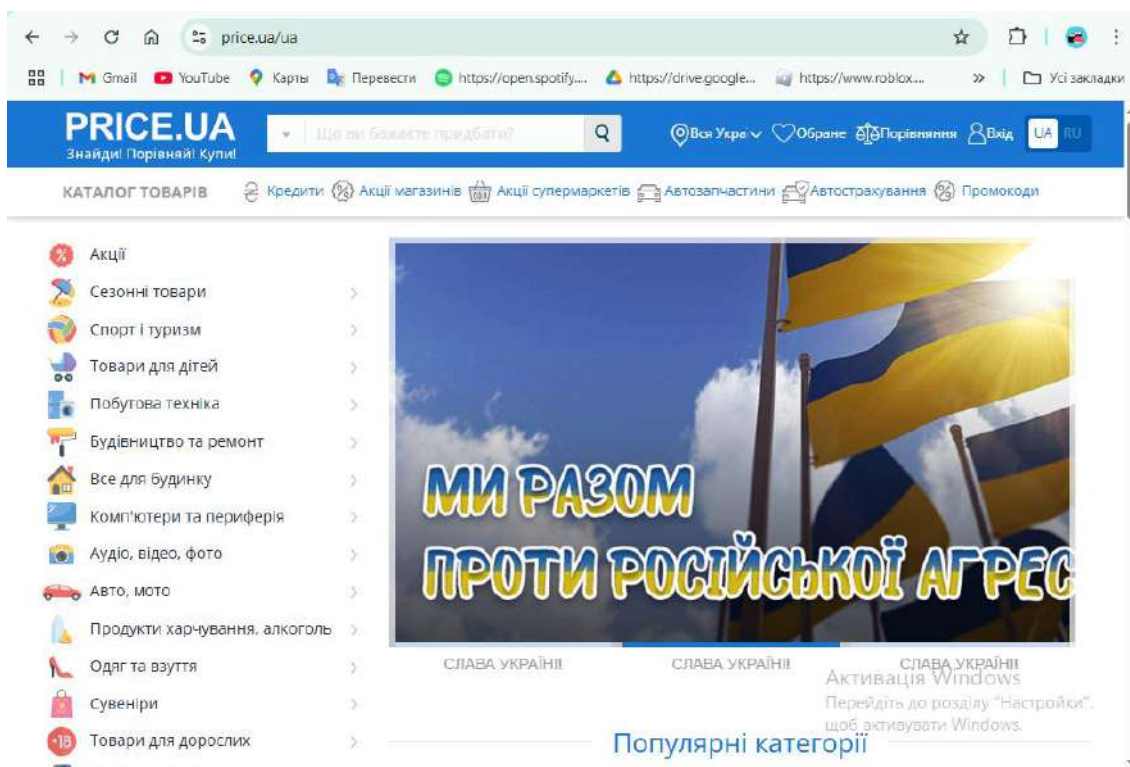 price.ua/ua
Gmail YouTube Карты Перевести https://open.spotify.... https://drive.google... https://www.roblox.... » Усі закладки
PRICE.UA
Знайди! Порівняй! Купи!
Що ви бажаєте придбати?
Вся Украї Обране Порівняння Вхід UA RU
КАТАЛОГ ТОВАРІВ Кредити Акції магазинів Акції супермаркетів Автозапчастини Автострахування Промокоди
Акції
Сезонні товари
Спорт і туризм
Товари для дітей
Побутова техніка
Будівництво та ремонт
Все для будинку
Комп'ютери та периферія
Аудіо, відео, фото
Авто, мото
Продукти харчування, алкоголь
Одяг та взуття
Сувеніри
-18 Товари для дорослих
МИ РАЗОМ
ПРОТИ РОСІЙСЬКОЇ АГРЕС
СЛАВА УКРАЇНІ! СЛАВА УКРАЇНІ! СЛАВА УКРАЇНІ!
Активація Windows
Перейдіть до розділу "Настройки",
щоб активувати Windows.
Популярні категорії